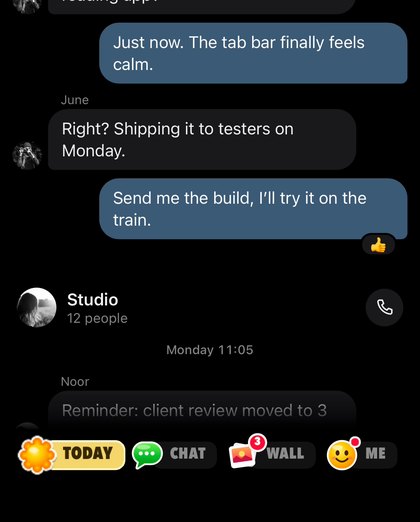 Just now. The tab bar finally feels
calm.
June
Right? Shipping it to testers on
Monday.
Send me the build, I’ll try it on the
train.
Studio
12 people
Monday 11:05
Noor
Reminder: client review moved to 3
TODAY
CHAT
3
WALL
ME